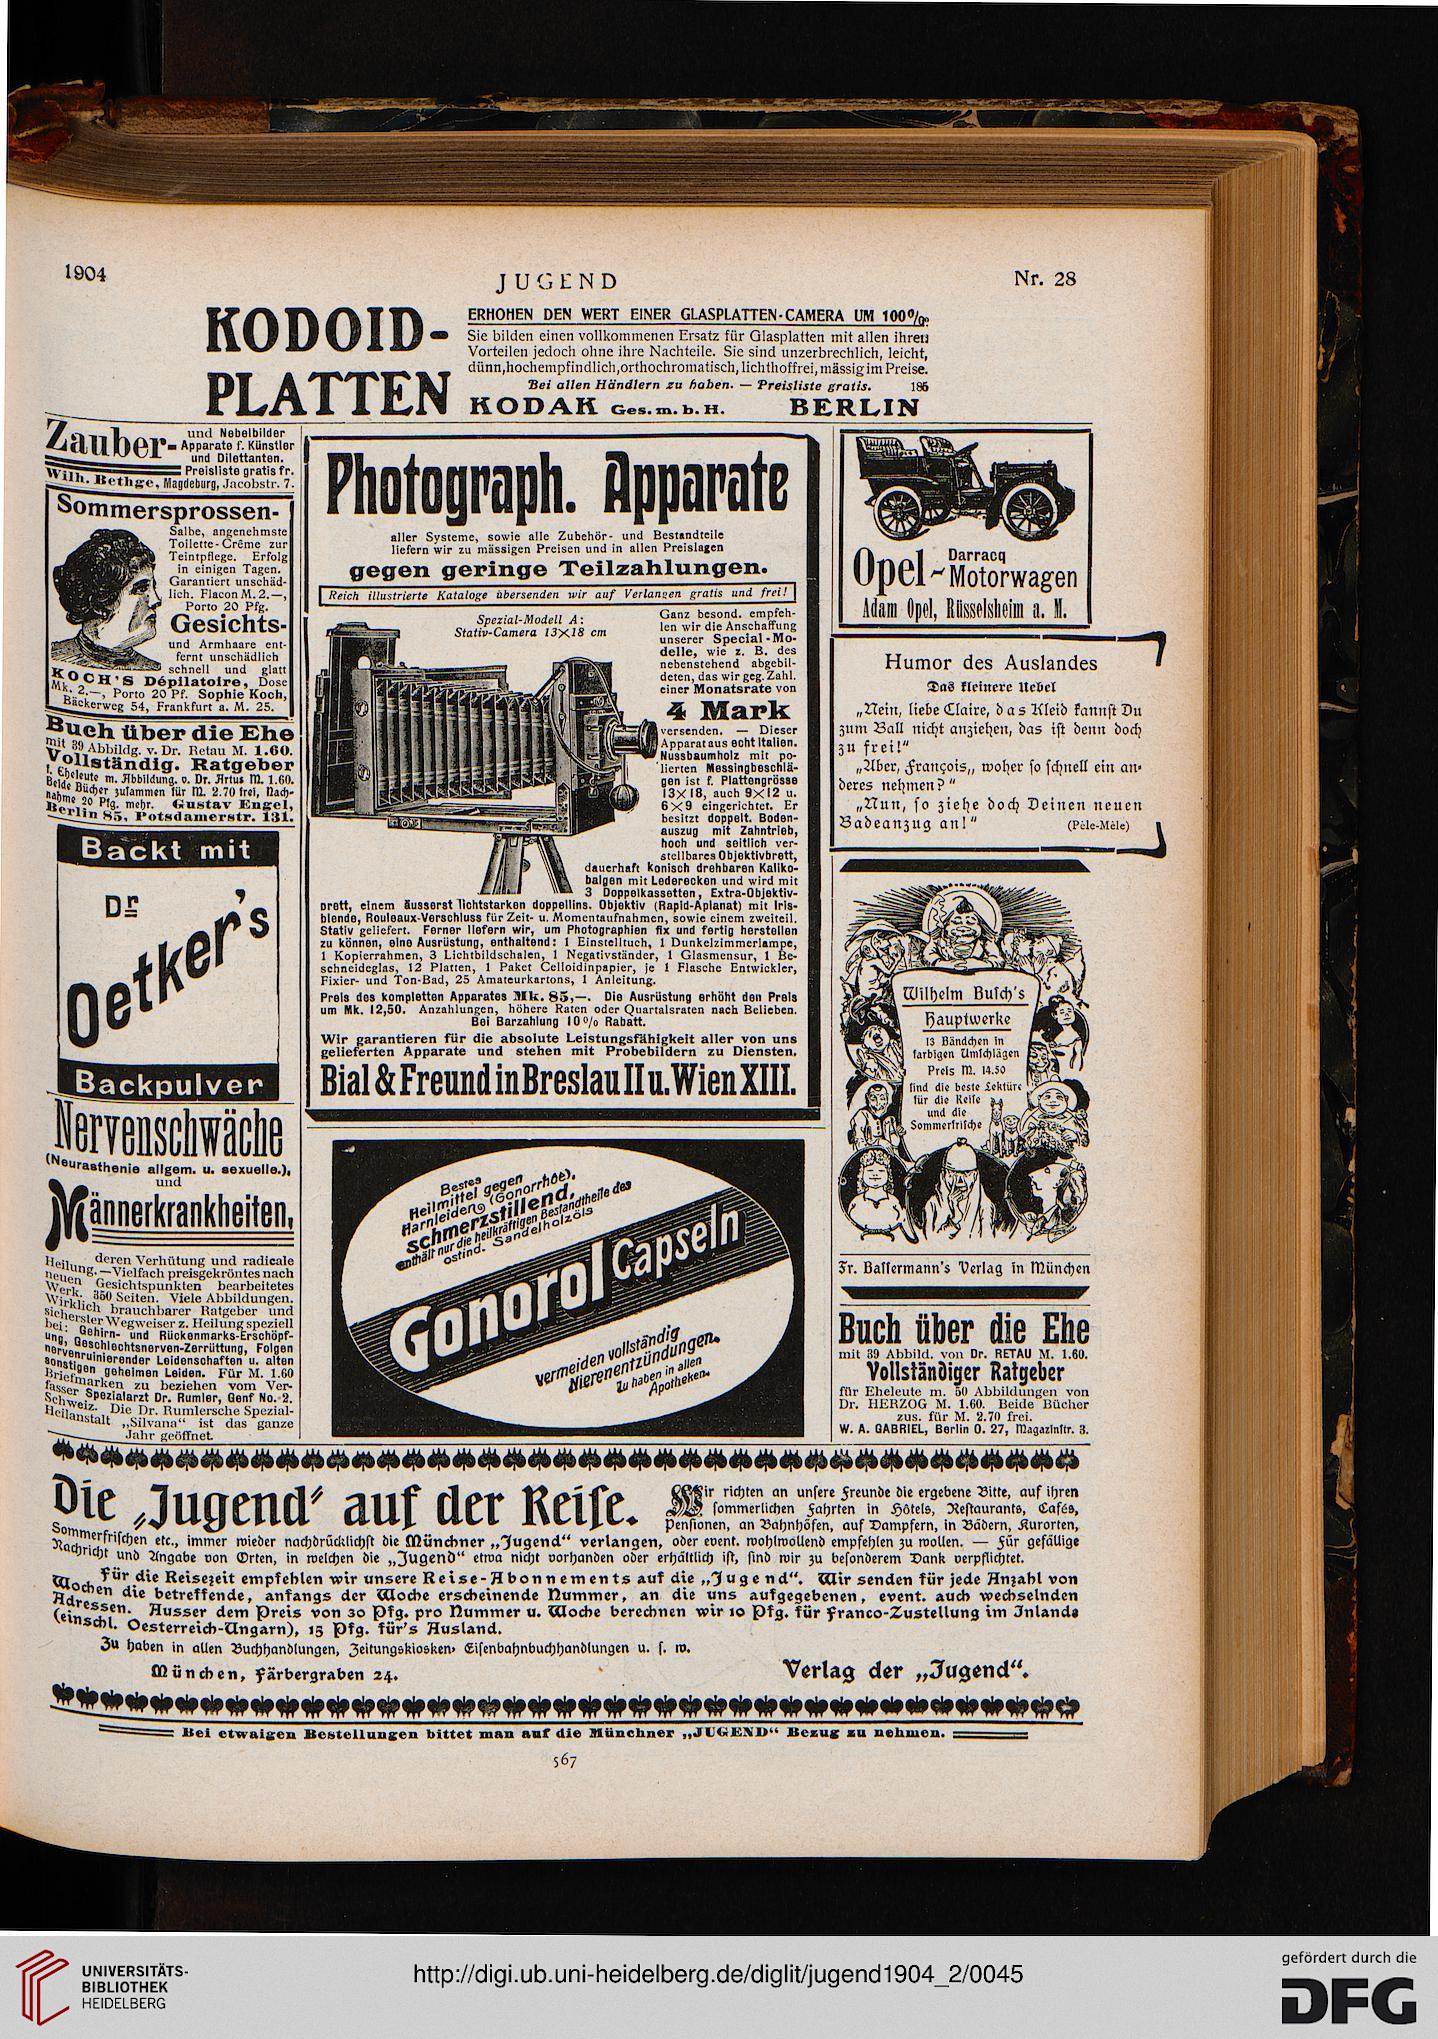 1904
JUGEND
Nr. 28
KODOID-
PLATTEN
ERHÖHEN DEN WERT EINER GLASPLATTEN-CAMERA UM 100%.
Sie bilden einen vollkommenen Ersatz für Glasplatten mit allen ihren
Vorteilen jedoch ohne ihre Nachteile. Sie sind unzerbrechlich, leicht,
dünn, hochempfindlich, orthochromatisch, lichthoffrei, mässig im Preise.
Bei allen Händlern zu haben. — Preisliste gratis. 185
KODAK Ges. m. b. H. BERLIN
Zauber- und Nebelbilder
Apparate f. Künstler
und Dilettanten.
Preisliste gratis fr.
Wilh. Bethge, Magdeburg, Jacobstr. 7.
Sommersprossen-
Salbe, angenehmste
Toilette-Crême zur
Teintpflege. Erfolg
in einigen Tagen.
Garantiert unschäd-
lich. Flacon M. 2.—,
Porto 20 Pfg.
Gesichts-
und Armhaare ent-
fernt unschädlich
schnell und glatt
KOCH'S Dépilatoire, Dose
Mk. 2.—, Porto 20 Pf. Sophie Koch,
Bäckerweg 54, Frankfurt a. M. 25.
Buch über die Ehe
mit 39 Abbildg. v. Dr. Retau M. 1.60.
Vollständig. Ratgeber
f. Eheleute m. Abbildung. v. Dr. Artus M. 1.60.
Beide Bücher zusammen für M. 2.70 frei, Nach-
nahme 20 Pfg. mehr. Gustav Engel,
Berlin 85, Potsdamerstr. 131.
Backt mit
Dr
Oetker's
Backpulver
Nervenschwäche
(Neurasthenie allgem. u. sexuelle.),
und
Männerkrankheiten,
deren Verhütung und radicale
Heilung. — Vielfach preisgekröntes nach
neuen Gesichtspunkten bearbeitetes
Werk. 350 Seiten. Viele Abbildungen.
Wirklich brauchbarer Ratgeber und
sicherster Wegweiser z. Heilung speziell
bei: Gehirn- und Rückenmarks-Erschöpf-
ung, Geschlechtsnerven-Zerrüttung, Folgen
nervenruinierender Leidenschaften u. alten
sonstigen geheimen Leiden. Für M. 1.60
Briefmarken zu beziehen vom Ver-
fasser Spezialarzt Dr. Rumler, Genf No. 2.
Schweiz. Die Dr. Rumlersche Spezial-
Heilanstalt „Silvana" ist das ganze
Jahr geöffnet.
Photograph. Apparate
aller Systeme, sowie alle Zubehör- und Bestandteile
liefern wir zu mässigen Preisen und in allen Preislagen
gegen geringe Teilzahlungen.
Reich illustrierte Kataloge übersenden wir auf Verlangen gratis und frei!
Spezial-Modell A:
Stativ-Camera 13×18 cm
Ganz besond. empfeh-
len wir die Anschaffung
unserer Special-Mo-
delle, wie z. B. des
nebenstehend abgebil-
deten, das wir geg. Zahl.
einer Monatsrate von
4 Mark
versenden. — Dieser
Apparat aus echt Italien.
Nussbaumholz mit po-
lierten Messingbeschlä-
gen ist f. Plattengrösse
13×18, auch 9×12 u.
6×9 eingerichtet. Er
besitzt doppelt. Boden-
auszug mit Zahntrieb,
hoch und seitlich ver-
stellbares Objektivbrett,
dauerhaft konisch drehbaren Kaliko-
balgen mit Lederecken und wird mit
3 Doppelkassetten, Extra-Objektiv-
brett, einem äusserst lichtstarken doppellins. Objektiv (Rapid-Aplanat) mit Iris-
blende, Rouleaux-Verschluss für Zeit- u. Momentaufnahmen, sowie einem zweiteil.
Stativ geliefert. Ferner liefern wir, um Photographien fix und fertig herstellen
zu können, eine Ausrüstung, enthaltend: 1 Einstelltuch, 1 Dunkelzimmerlampe,
1 Kopierrahmen, 3 Lichtbildschalen, 1 Negativständer, 1 Glasmensur, 1 Be-
schneideglas, 12 Platten, 1 Paket Celloidinpapier, je 1 Flasche Entwickler,
Fixier- und Ton-Bad, 25 Amateurkartons, 1 Anleitung.
Preis des kompletten Apparates Mk. 85,—. Die Ausrüstung erhöht den Preis
um Mk. 12,50. Anzahlungen, höhere Raten oder Quartalsraten nach Belieben.
Bei Barzahlung 10% Rabatt.
Wir garantieren für die absolute Leistungsfähigkeit aller von uns
gelieferten Apparate und stehen mit Probebildern zu Diensten.
Bial & Freund in Breslau II u. Wien XIII.
Bestes
Heilmittel gegen
Harnleiden (Gonorrhöe),
schmerzstillend,
enthält nur die heilkräftigen Bestandtheile des
ostind. Sandelholzöls
Gonorol Capseln
vermeiden vollständig
Nierenentzündungen.
Zu haben in allen
Apotheken.
Opel-Darracq
Motorwagen
Adam Opel, Rüsselsheim a. M.
Humor des Auslandes
Das kleinere Uebel
„Nein, liebe Claire, das Kleid kannst Du
zum Ball nicht anziehen, das ist denn doch
zu frei!"
„Aber, François,, woher so schnell ein an-
deres nehmen?"
„Nun, so ziehe doch Deinen neuen
Badeanzug an!" (Pêle-Mêle)
Wilhelm Busch's
Hauptwerke
13 Bändchen in
farbigen Umschlägen
Preis M. 14.50
sind die beste Lektüre
für die Reise
und die
Sommerfrische
Fr. Bassermann's Verlag in München
Buch über die Ehe
mit 39 Abbild. von Dr. RETAU M. 1.60.
Vollständiger Ratgeber
für Eheleute m. 50 Abbildungen von
Dr. HERZOG M. 1.60. Beide Bücher
zus. für M. 2.70 frei.
W. A. GABRIEL, Berlin O. 27, Magazinstr. 3.
Die „Jugend" auf der Reise.
Wir richten an unsere Freunde die ergebene Bitte, auf ihren
sommerlichen Fahrten in Hôtels, Restaurants, Cafés,
Pensionen, an Bahnhöfen, auf Dampfern, in Bädern, Kurorten,
Sommerfrischen etc., immer wieder nachdrücklichst die Münchner „Jugend" verlangen, oder event. wohlwollend empfehlen zu wollen. — Für gefällige
Nachricht und Angabe von Orten, in welchen die „Jugend" etwa nicht vorhanden oder erhältlich ist, sind wir zu besonderem Dank verpflichtet.
Für die Reisezeit empfehlen wir unsere Reise-Abonnements auf die „Jugend". Wir senden für jede Anzahl von
Wochen die betreffende, anfangs der Woche erscheinende Nummer, an die uns aufgegebenen, event. auch wechselnden
Adressen. Ausser dem Preis von 30 Pfg. pro Nummer u. Woche berechnen wir 10 Pfg. für Franco-Zustellung im Inlande
(einschl. Oesterreich-Ungarn), 15 Pfg. für's Ausland.
Zu haben in allen Buchhandlungen, Zeitungskiosken, Eisenbahnbuchhandlungen u. s. w.
München, Färbergraben 24.
Verlag der „Jugend".
Bei etwaigen Bestellungen bittet man auf die Münchner „JUGEND" Bezug zu nehmen.
567
UNIVERSITÄTS-
BIBLIOTHEK
HEIDELBERG
http://digi.ub.uni-heidelberg.de/diglit/jugend1904_2/0045
gefördert durch die
DFG